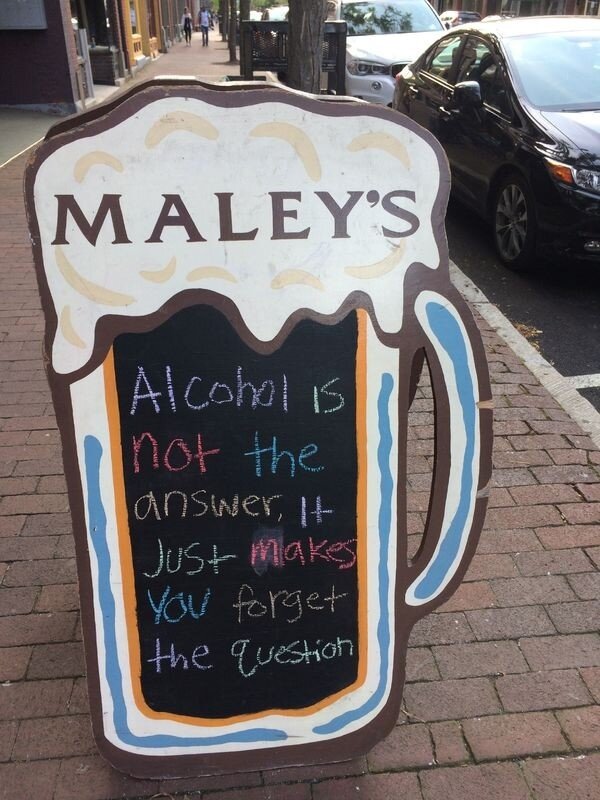 MALEY'S
Alcohol is
not the
answer, It
Just makes
You forget
the question